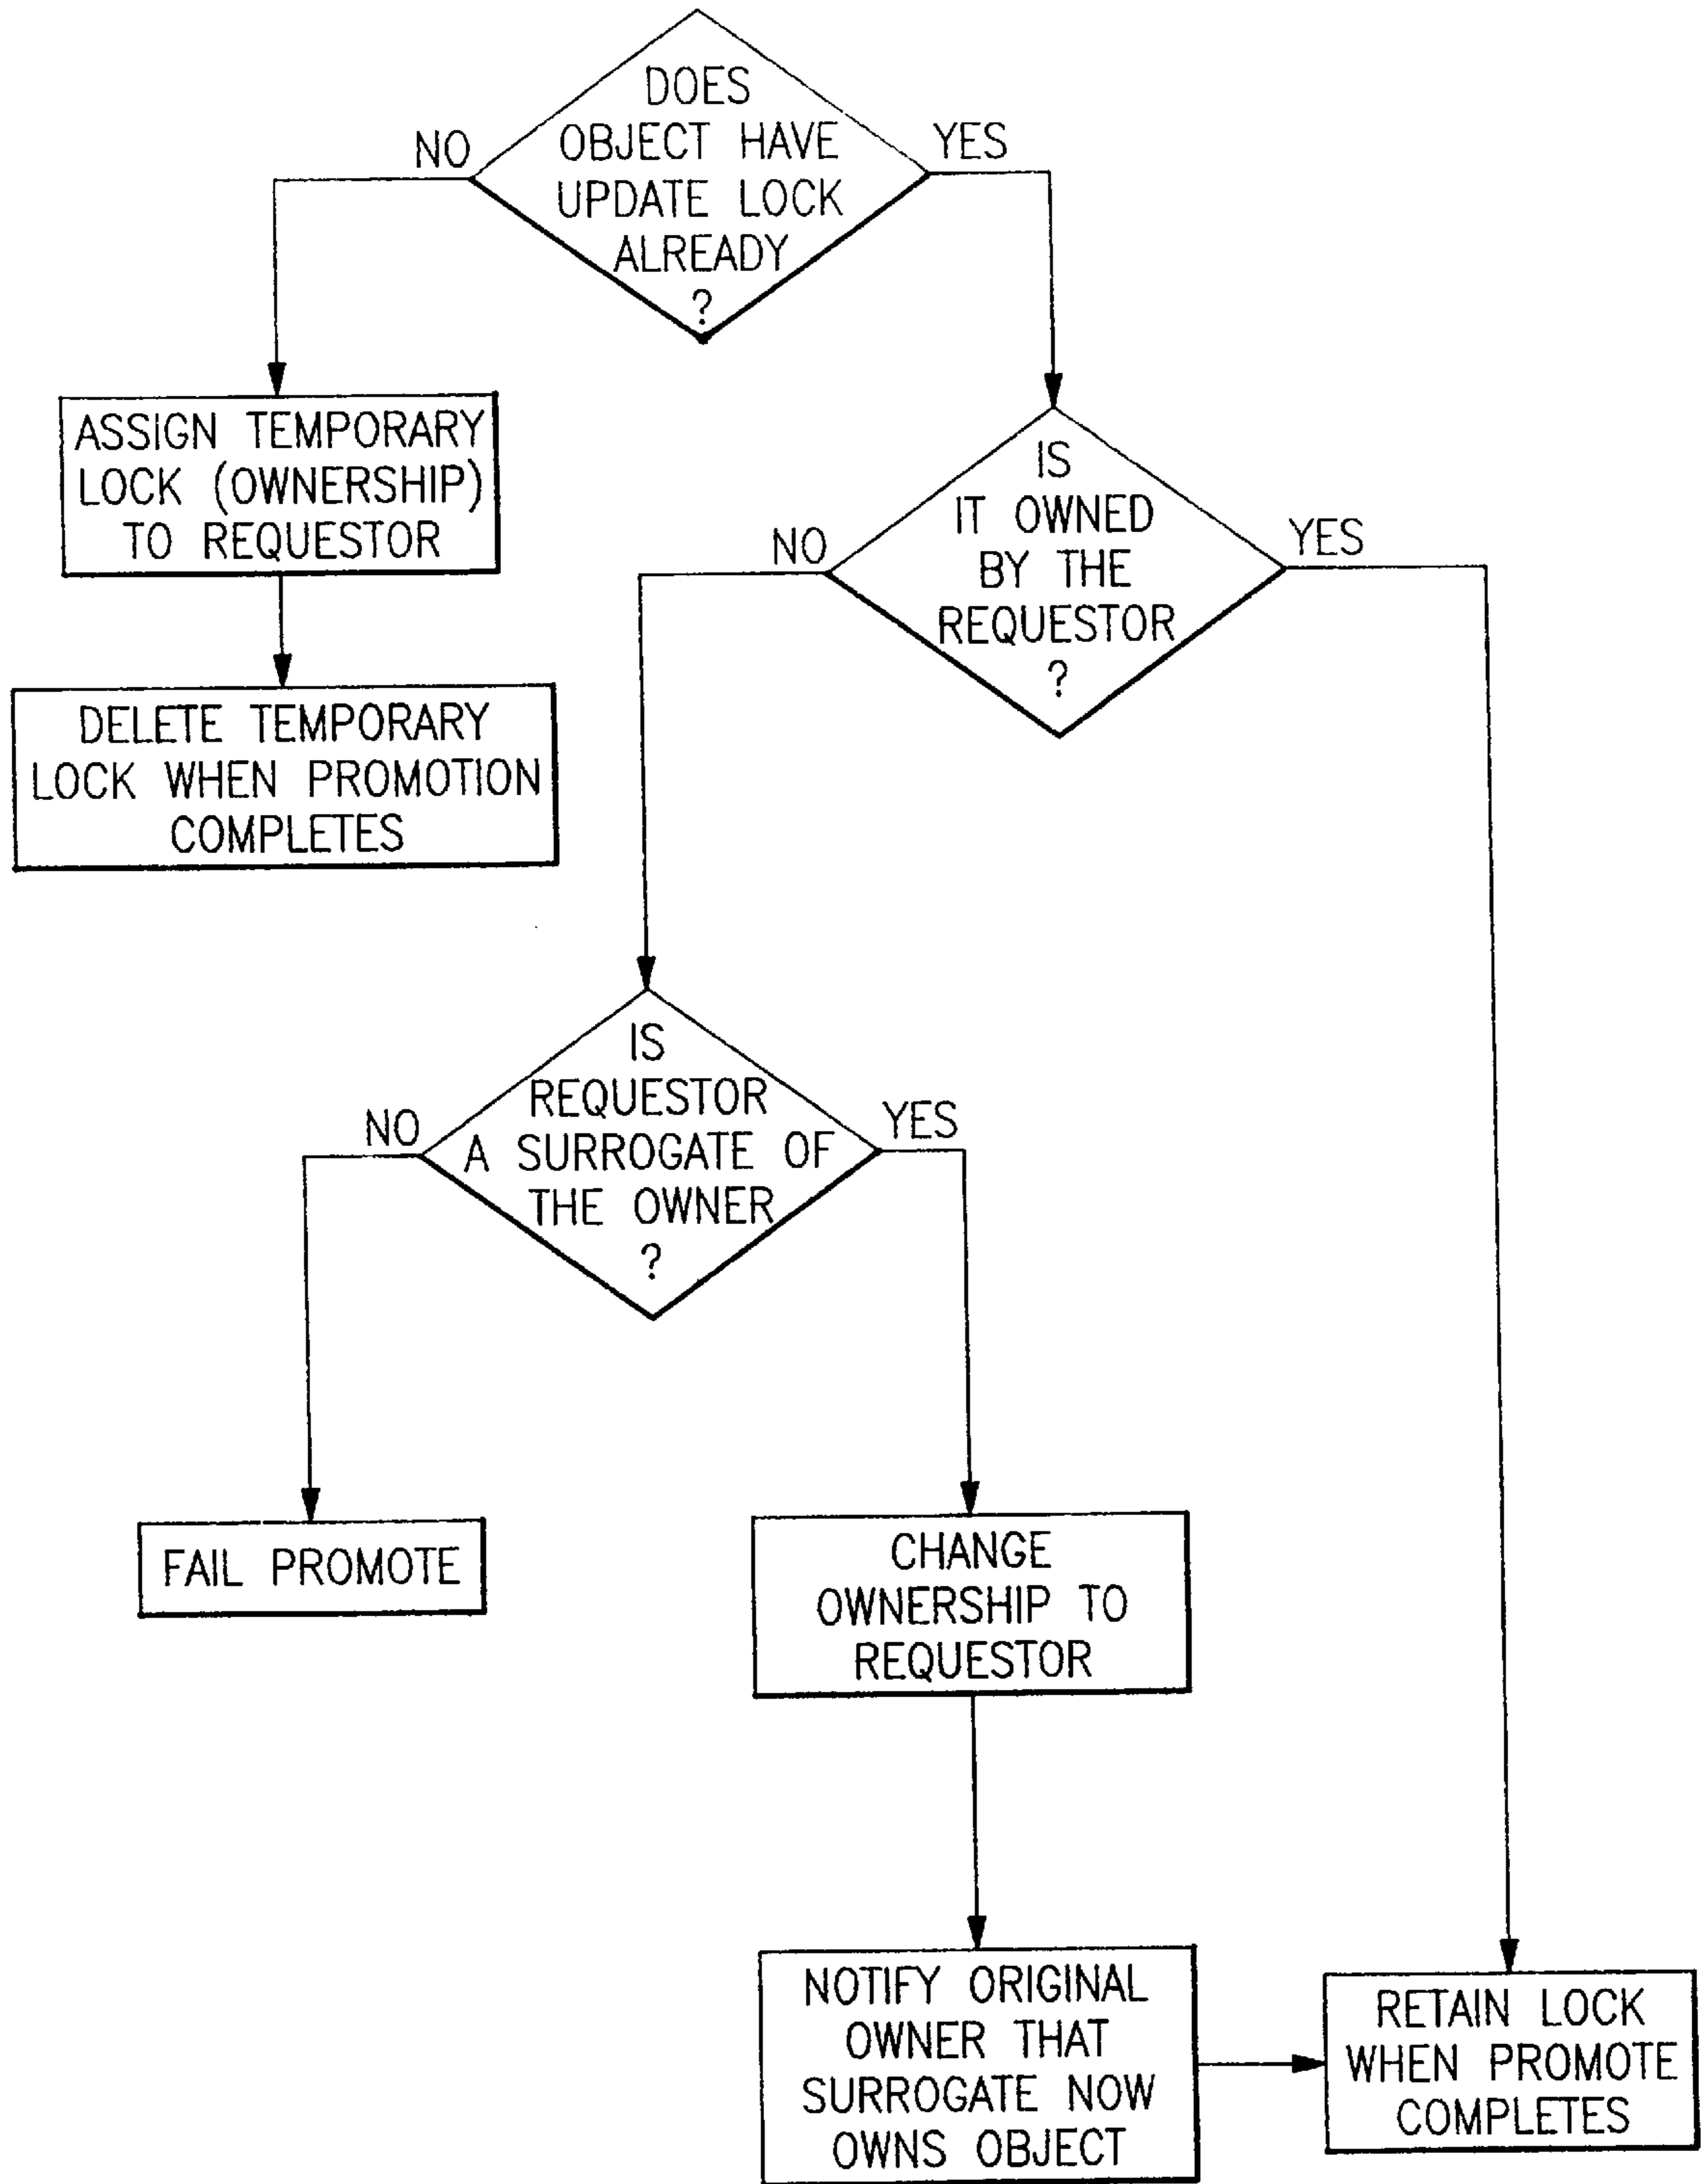 DOES
OBJECT HAVE
UPDATE LOCK
ALREADY
?
NO
YES
ASSIGN TEMPORARY
LOCK (OWNERSHIP)
TO REQUESTOR
DELETE TEMPORARY
LOCK WHEN PROMOTION
COMPLETES
IS
IT OWNED
BY THE
REQUESTOR
?
NO
YES
IS
REQUESTOR
A SURROGATE OF
THE OWNER
?
NO
YES
FAIL PROMOTE
CHANGE
OWNERSHIP TO
REQUESTOR
NOTIFY ORIGINAL
OWNER THAT
SURROGATE NOW
OWNS OBJECT
RETAIN LOCK
WHEN PROMOTE
COMPLETES